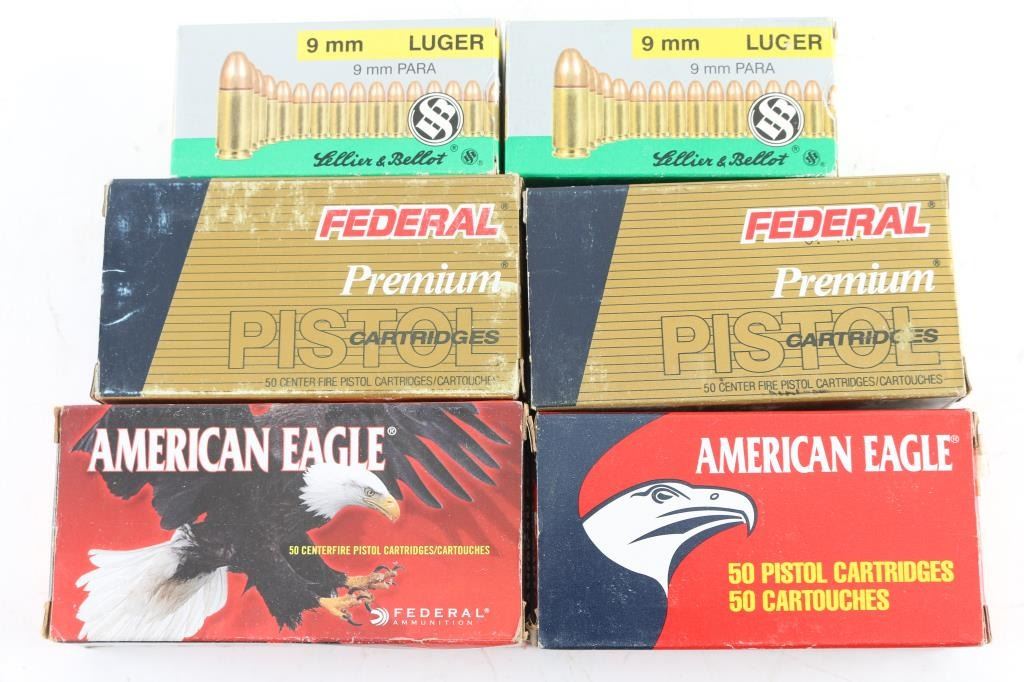 9 mm LUGER
9 mm PARA
Sellier & Bellot®
9 mm LUGER
9 mm PARA
Sellier & Bellot®
FEDERAL®
Premium®
PISTOL
CARTRIDGES
50 CENTER FIRE PISTOL CARTRIDGES/CARTOUCHES
FEDERAL®
Premium®
PISTOL
CARTRIDGES
50 CENTER FIRE PISTOL CARTRIDGES/CARTOUCHES
AMERICAN EAGLE®
50 CENTERFIRE PISTOL CARTRIDGES/CARTOUCHES
FEDERAL®
AMMUNITION
AMERICAN EAGLE®
50 PISTOL CARTRIDGES
50 CARTOUCHES